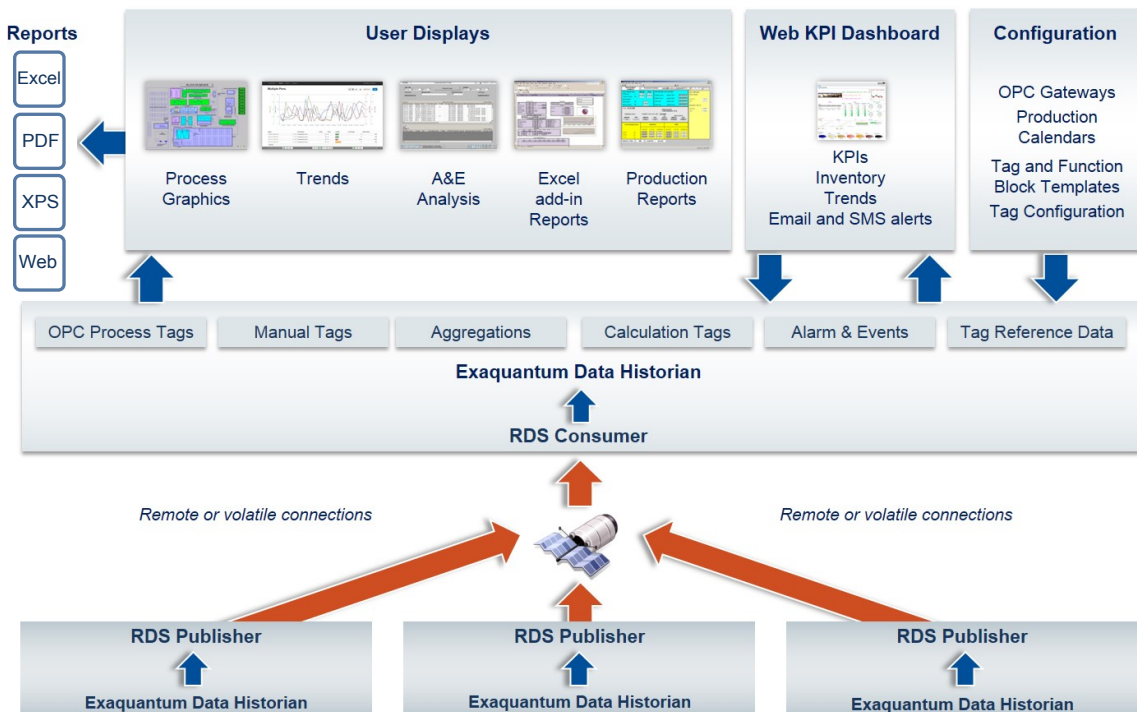 Reports
Excel
PDF
XPS
Web
User Displays
Process
Graphics
Trends
A&E
Analysis
Excel
add-in
Reports
Production
Reports
Web KPI Dashboard
KPIs
Inventory
Trends
Email and SMS alerts
Configuration
OPC Gateways
Production
Calendars
Tag and Function
Block Templates
Tag Configuration
OPC Process Tags
Manual Tags
Aggregations
Calculation Tags
Alarm & Events
Tag Reference Data
Exaquantum Data Historian
RDS Consumer
Remote or volatile connections
Remote or volatile connections
RDS Publisher
Exaquantum Data Historian
RDS Publisher
Exaquantum Data Historian
RDS Publisher
Exaquantum Data Historian